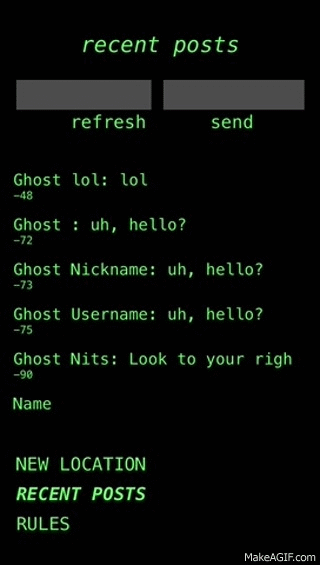 recent posts
refresh send
Ghost lol: lol
-48
Ghost : uh, hello?
-72
Ghost Nickname: uh, hello?
-73
Ghost Username: uh, hello?
-75
Ghost Nits: Look to your righ
-90
Name
NEW LOCATION
RECENT POSTS
RULES
MakeAGIF.com